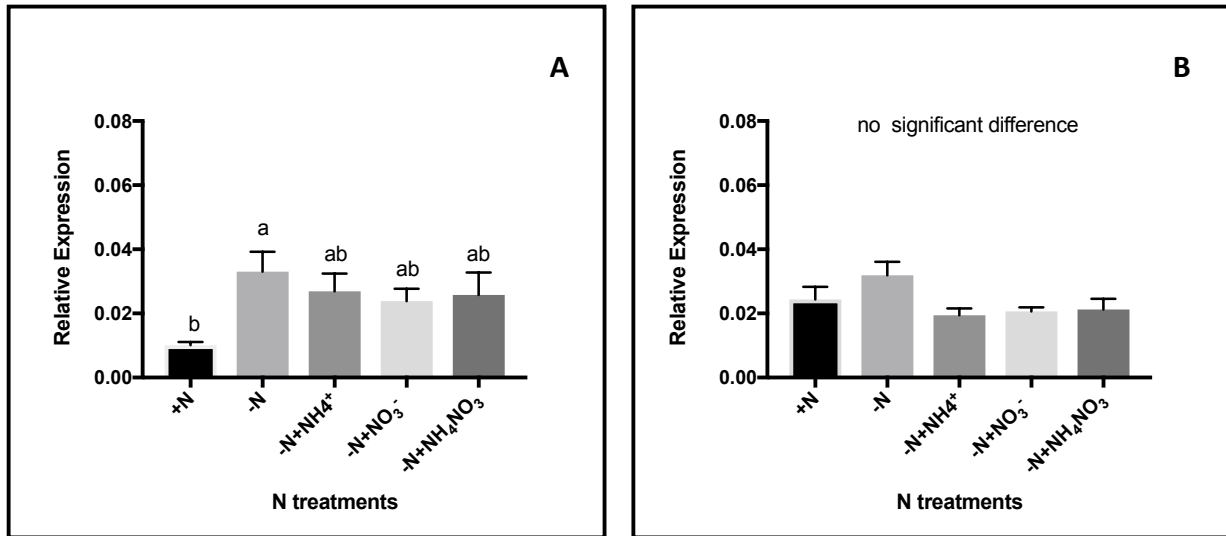 A
0.08
0.06
0.04
0.02
0.00
Relative Expression
b
a
ab
ab
ab
+N
-N
-N+NH4⁺
-N+NO₃⁻
-N+NH₄NO₃
N treatments
B
no significant difference
0.08
0.06
0.04
0.02
0.00
Relative Expression
+N
-N
-N+NH4⁺
-N+NO₃⁻
-N+NH₄NO₃
N treatments